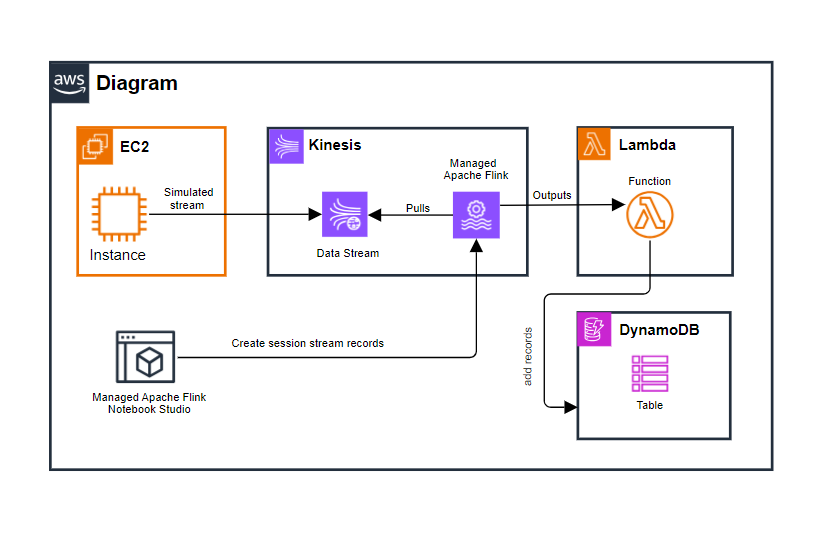 aws
Diagram
EC2
Simulated
stream
Instance
Kinesis
Managed
Apache Flink
Pulls
Data Stream
Outputs
Lambda
Function
Create session stream records
Managed Apache Flink
Notebook Studio
add records
DynamoDB
Table